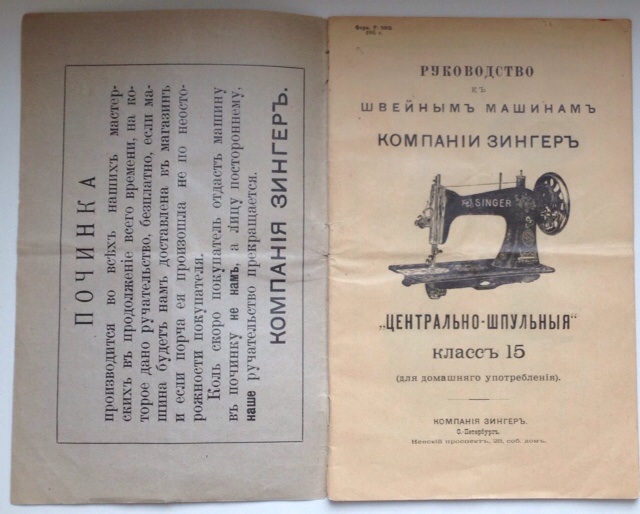 ПОЧИНКА
производится во всѣхъ нашихъ мастер-
скихъ въ продолженіе всего времени, на ко-
торое дано ручательство, безплатно, если ма-
шина будетъ намъ доставлена въ магазинъ
и если порча ея произошла не по неосто-
рожности покупателя.
Коль скоро покупатель отдастъ машину
въ починку не намъ, а лицу постороннему,
наше ручательство прекращается.
КОМПАНІЯ ЗИНГЕРЪ.
РУКОВОДСТВО
КЪ
ШВЕЙНЫМЪ МАШИНАМЪ
КОМПАНІИ ЗИНГЕРЪ
SINGER
„ЦЕНТРАЛЬНО-ШПУЛЬНЫЯ“
КЛАССЪ 15
(для домашняго употребленія).
КОМПАНІЯ ЗИНГЕРЪ.
С.-Петербургъ.
Невскій проспектъ, 28, соб. домъ.